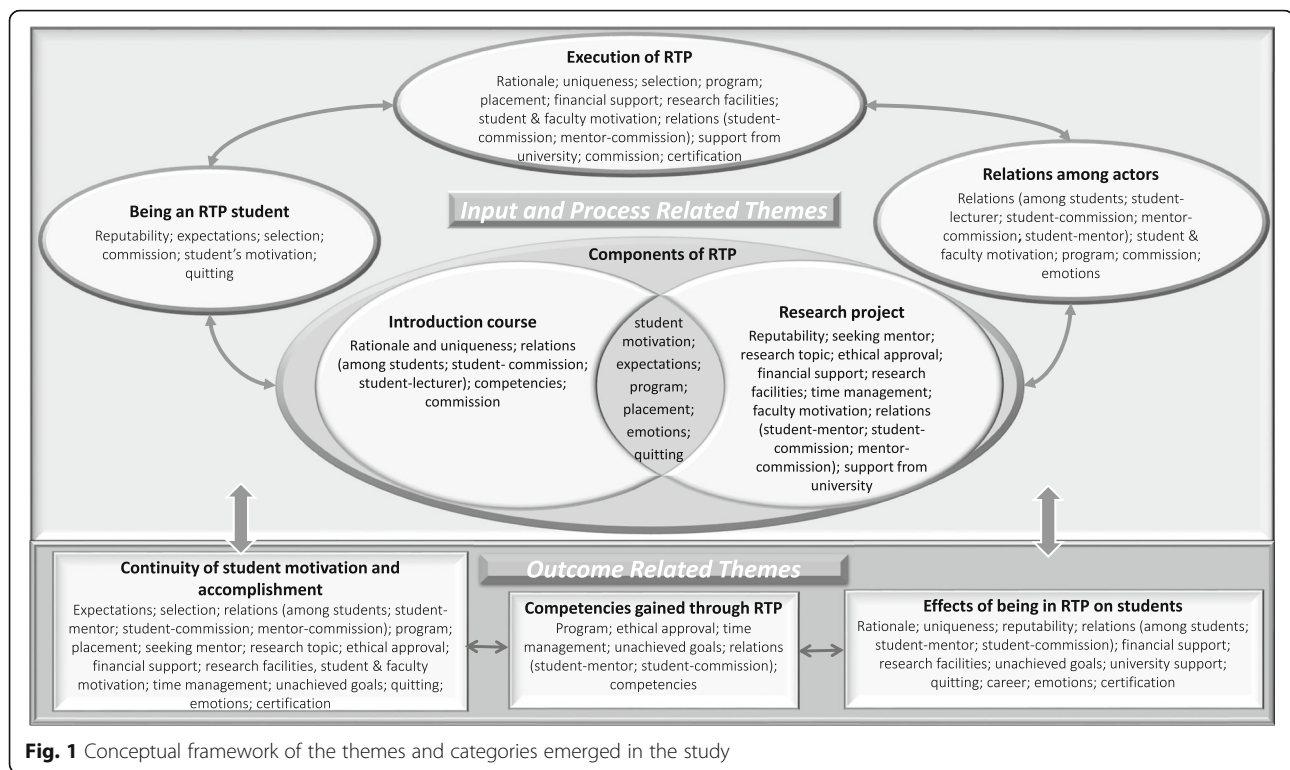 Execution of RTP
Rationale; uniqueness; selection; program;
placement; financial support; research facilities;
student & faculty motivation; relations (student-
commission; mentor-commission); support from
university; commission; certification
Being an RTP student
Reputability; expectations; selection;
commission; student's motivation;
quitting
Input and Process Related Themes
Relations among actors
Relations (among students; student-
lecturer; student-commission; mentor-
commission; student-mentor); student &
faculty motivation; program; commission;
emotions
Components of RTP
Introduction course
Rationale and uniqueness; relations
(among students; student- commission;
student-lecturer); competencies;
commission
student
motivation;
expectations;
program;
placement;
emotions;
quitting
Research project
Reputability; seeking mentor;
research topic; ethical approval;
financial support; research
facilities; time management;
faculty motivation; relations
(student-mentor; student-
commission; mentor-
commission); support from
university
Outcome Related Themes
Continuity of student motivation and
accomplishment
Expectations; selection; relations (among students; student-
mentor; student-commission; mentor-commission); program;
placement; seeking mentor; research topic; ethical approval;
financial support; research facilities, student & faculty
motivation; time management; unachieved goals; quitting;
emotions; certification
Competencies gained through RTP
Program; ethical approval; time
management; unachieved goals; relations
(student-mentor; student-commission);
competencies
Effects of being in RTP on students
Rationale; uniqueness; reputability; relations (among students;
student-mentor; student-commission); financial support;
research facilities; unachieved goals; university support;
quitting; career; emotions; certification
Fig. 1 Conceptual framework of the themes and categories emerged in the study